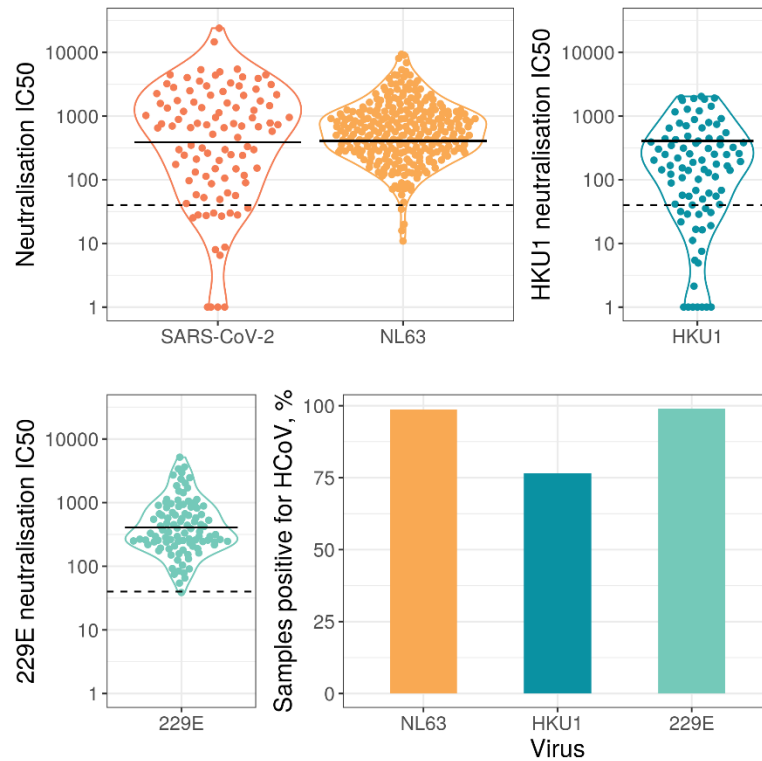 Neutralisation IC50
10000
1000
100
10
1
SARS-CoV-2
NL63
HKU1 neutralisation IC50
10000
1000
100
10
1
HKU1
229E neutralisation IC50
10000
1000
100
10
1
229E
Samples positive for HCoV, %
100
75
50
25
0
NL63
HKU1
229E
Virus